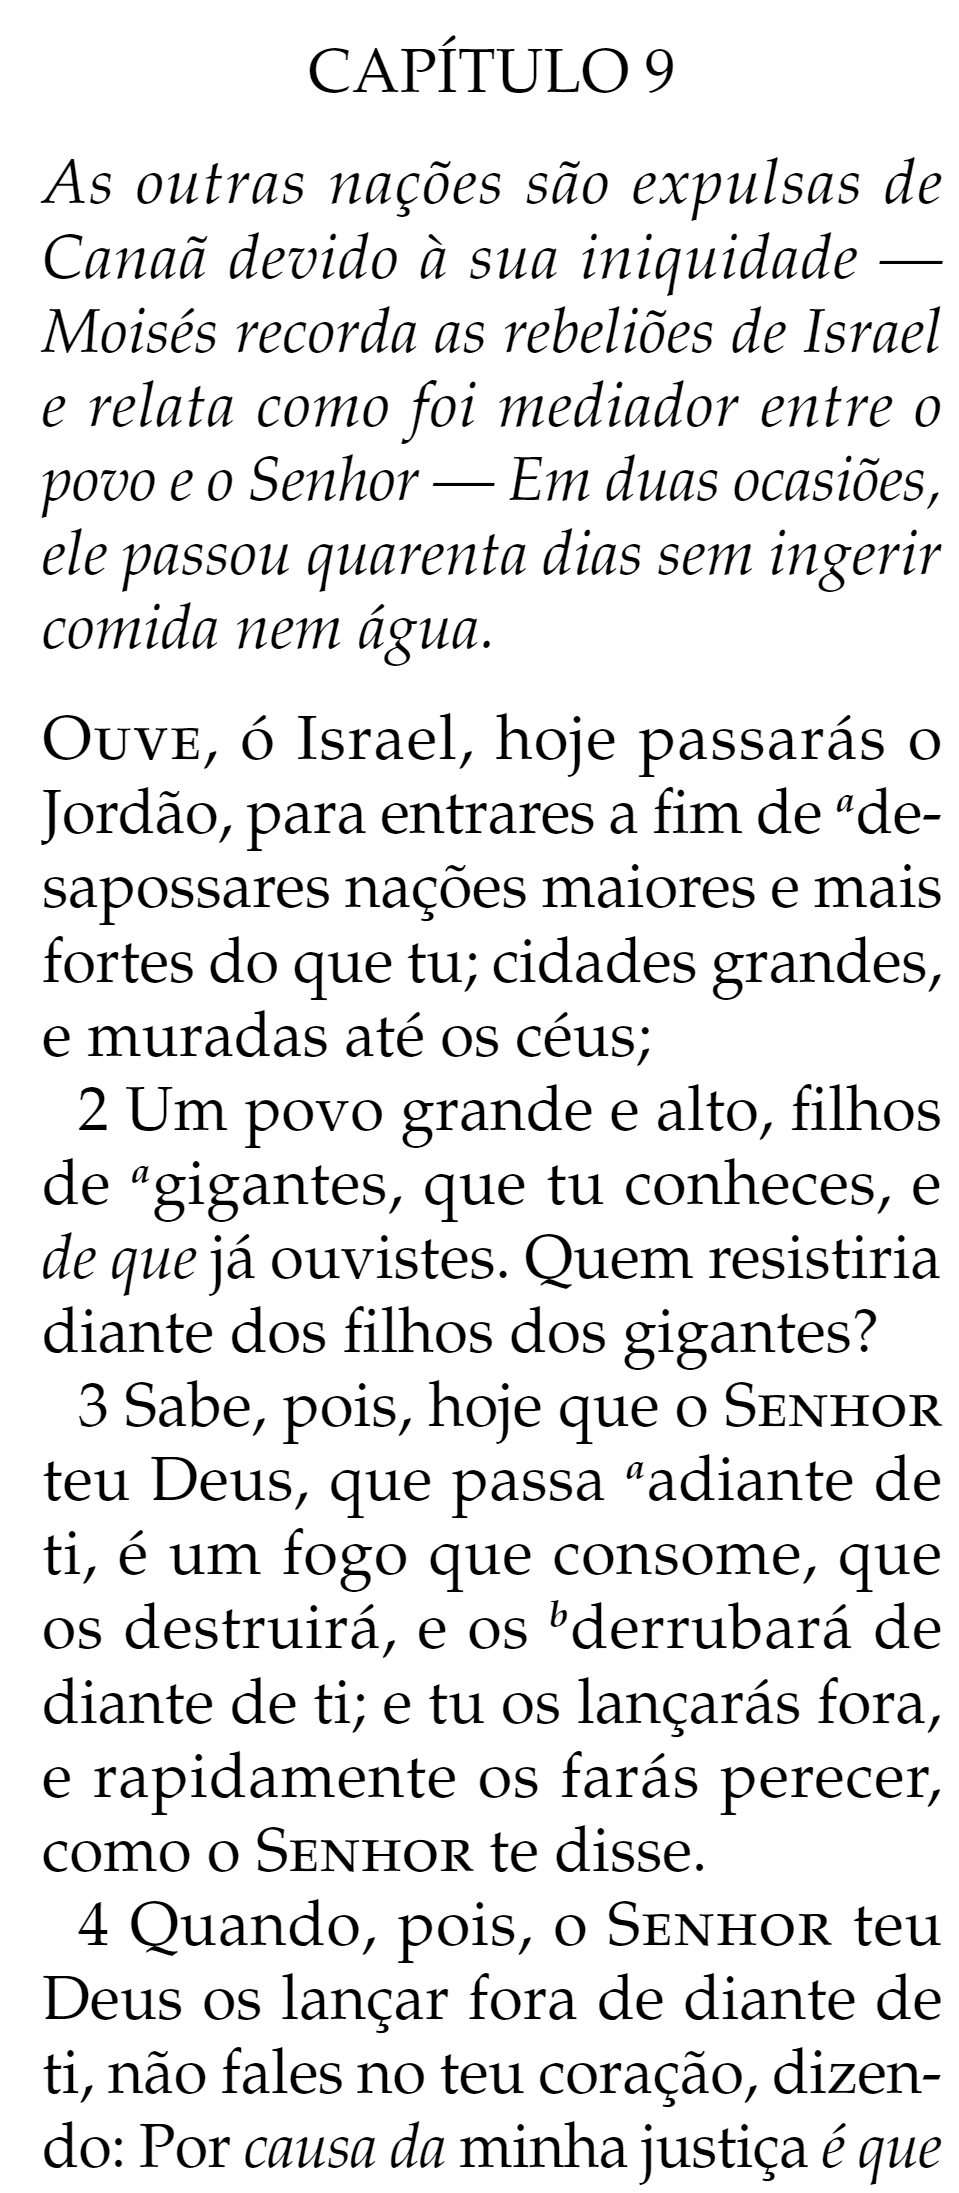 CAPÍTULO 9
As outras nações são expulsas de
Canaã devido à sua iniquidade —
Moisés recorda as rebeliões de Israel
e relata como foi mediador entre o
povo e o Senhor — Em duas ocasiões,
ele passou quarenta dias sem ingerir
comida nem água.
OUVE, ó Israel, hoje passarás o
Jordão, para entrares a fim de ᵃde-
sapossares nações maiores e mais
fortes do que tu; cidades grandes,
e muradas até os céus;
2 Um povo grande e alto, filhos
de ᵃgigantes, que tu conheces, e
de que já ouvistes. Quem resistiria
diante dos filhos dos gigantes?
3 Sabe, pois, hoje que o SENHOR
teu Deus, que passa ᵃadiante de
ti, é um fogo que consome, que
os destruirá, e os ᵇderrubará de
diante de ti; e tu os lançarás fora,
e rapidamente os farás perecer,
como o SENHOR te disse.
4 Quando, pois, o SENHOR teu
Deus os lançar fora de diante de
ti, não fales no teu coração, dizen-
do: Por causa da minha justiça é que